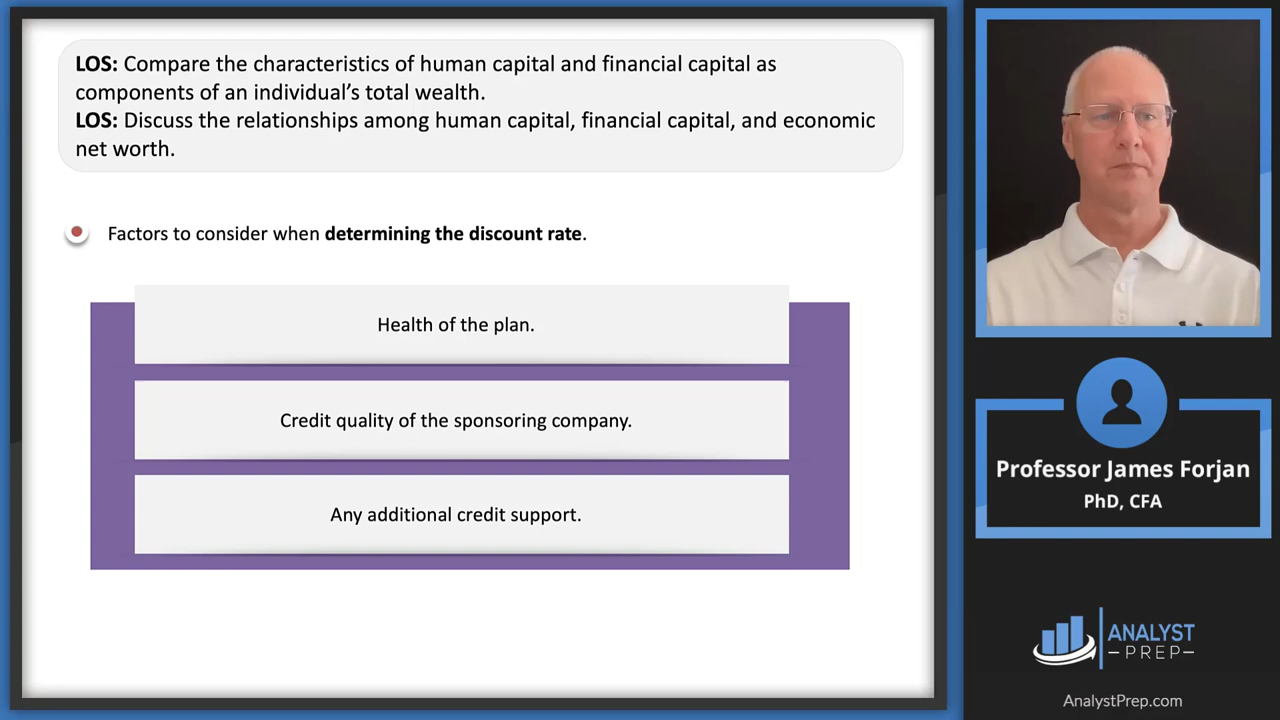 LOS: Compare the characteristics of human capital and financial capital as
components of an individual’s total wealth.
LOS: Discuss the relationships among human capital, financial capital, and economic
net worth.
Factors to consider when determining the discount rate.
Health of the plan.
Credit quality of the sponsoring company.
Any additional credit support.
Professor James Forjan
PhD, CFA
ANALYST
PREP
AnalystPrep.com